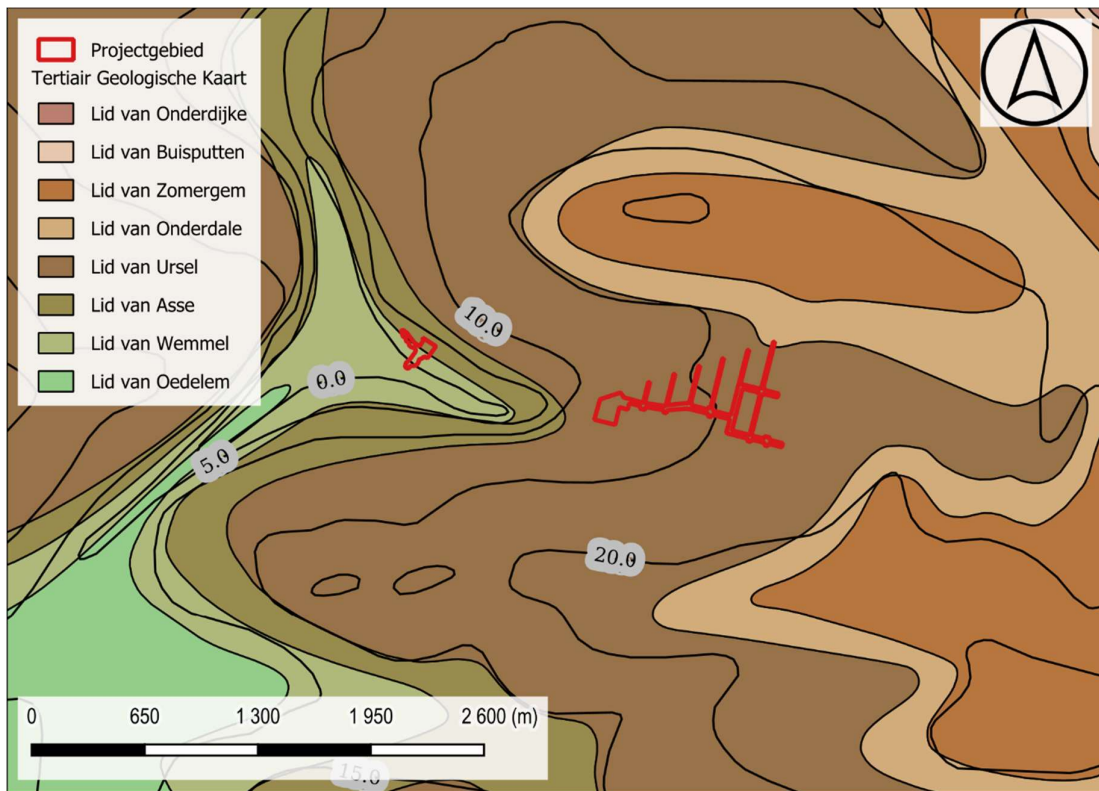 Projectgebied
Tertiair Geologische Kaart
Lid van Onderdijke
Lid van Buisputten
Lid van Zomergem
Lid van Onderdale
Lid van Ursel
Lid van Asse
Lid van Wemmel
Lid van Oedelem
10.0
0.0
5.0
20.0
0 650 1 300 1 950 2 600 (m)
15.0